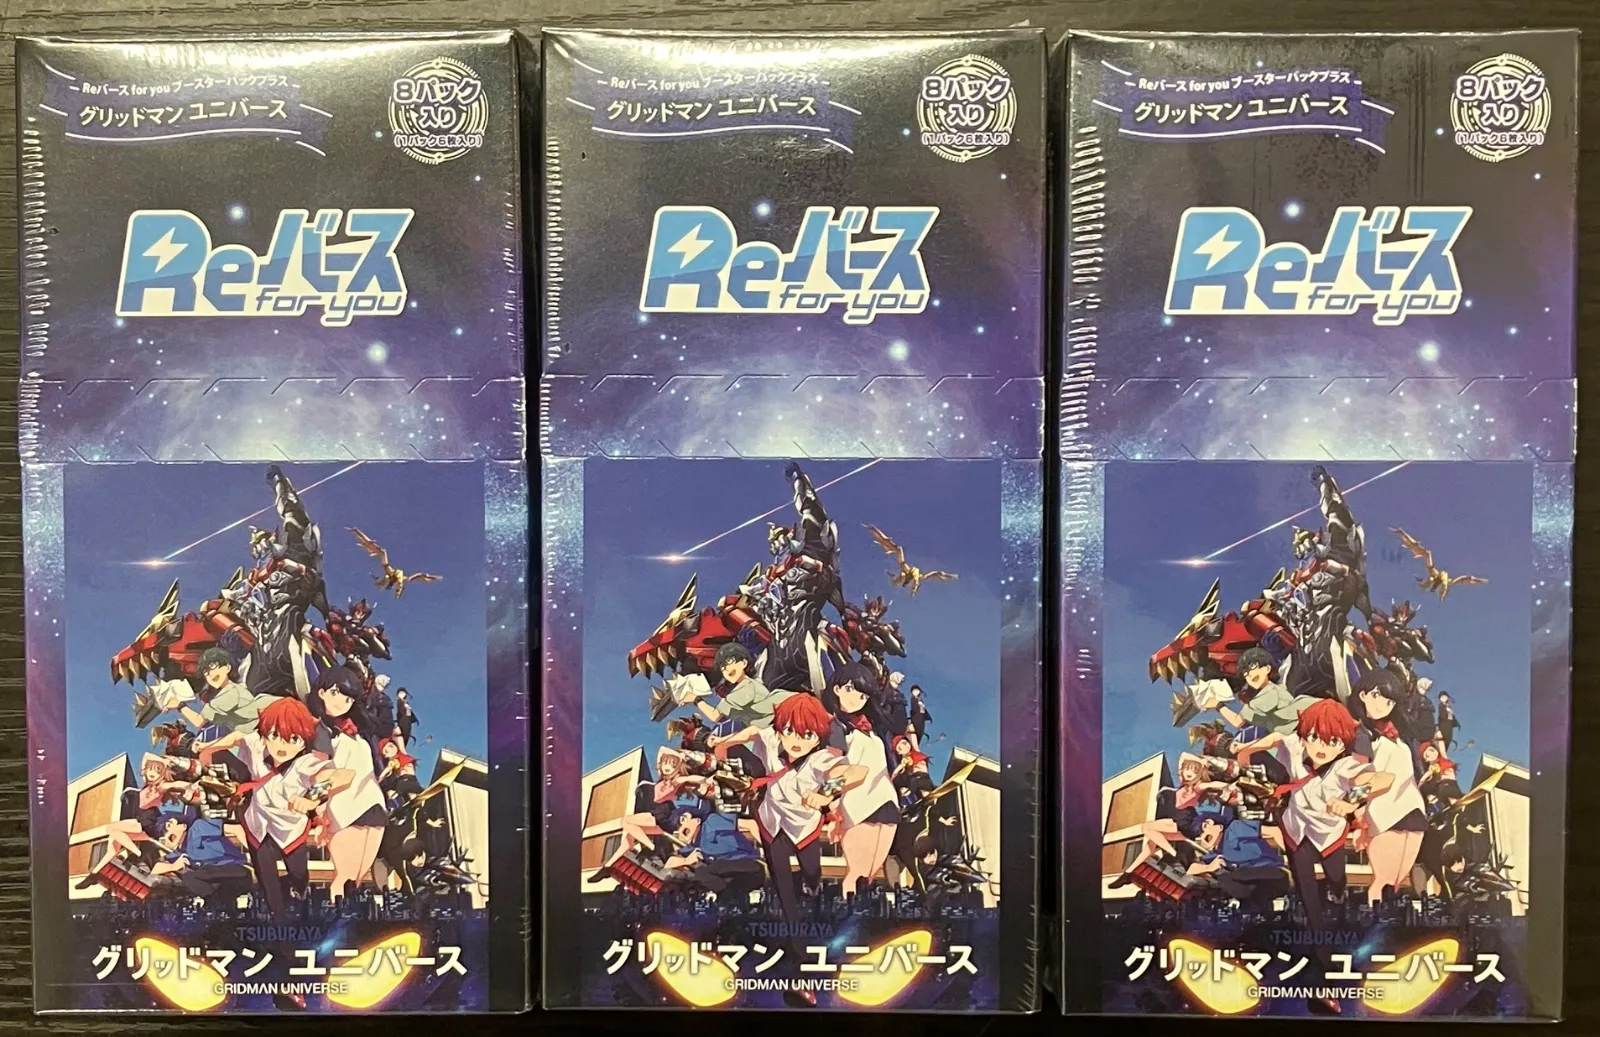 Reバース for you ブースターパックプラス
グリッドマン ユニバース
8パック
入り
(1パック6枚入り)
Reバース
for you
TSUBURAYA
グリッドマン ユニバース
GRIDMAN UNIVERSE
Reバース for you ブースターパックプラス
グリッドマン ユニバース
8パック
入り
(1パック6枚入り)
Reバース
for you
TSUBURAYA
グリッドマン ユニバース
GRIDMAN UNIVERSE
Reバース for you ブースターパックプラス
グリッドマン ユニバース
8パック
入り
(1パック6枚入り)
Reバース
for you
TSUBURAYA
グリッドマン ユニバース
GRIDMAN UNIVERSE